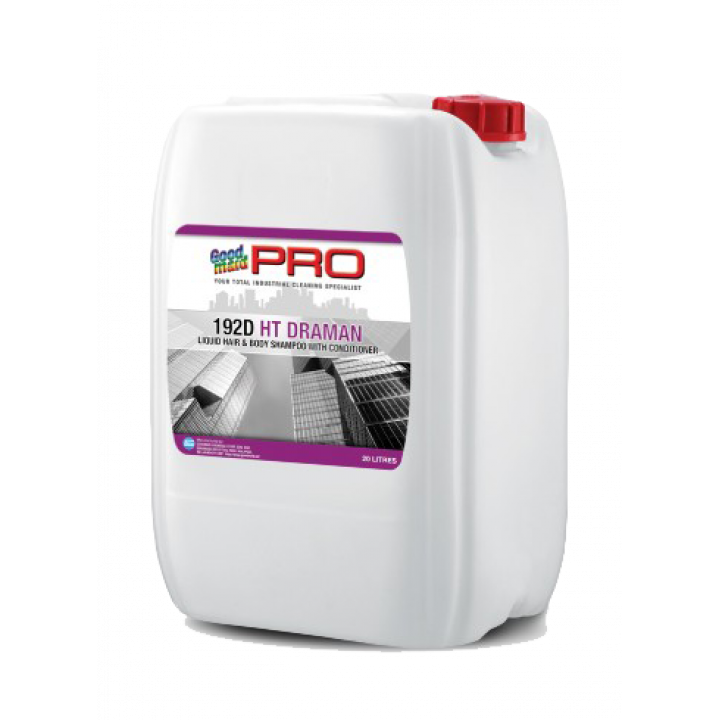 Good maid PRO
YOUR TOTAL INDUSTRIAL CLEANING SPECIALIST
192D HT DRAMAN
LIQUID HAIR & BODY SHAMPOO WITH CONDITIONER
20 LITRES